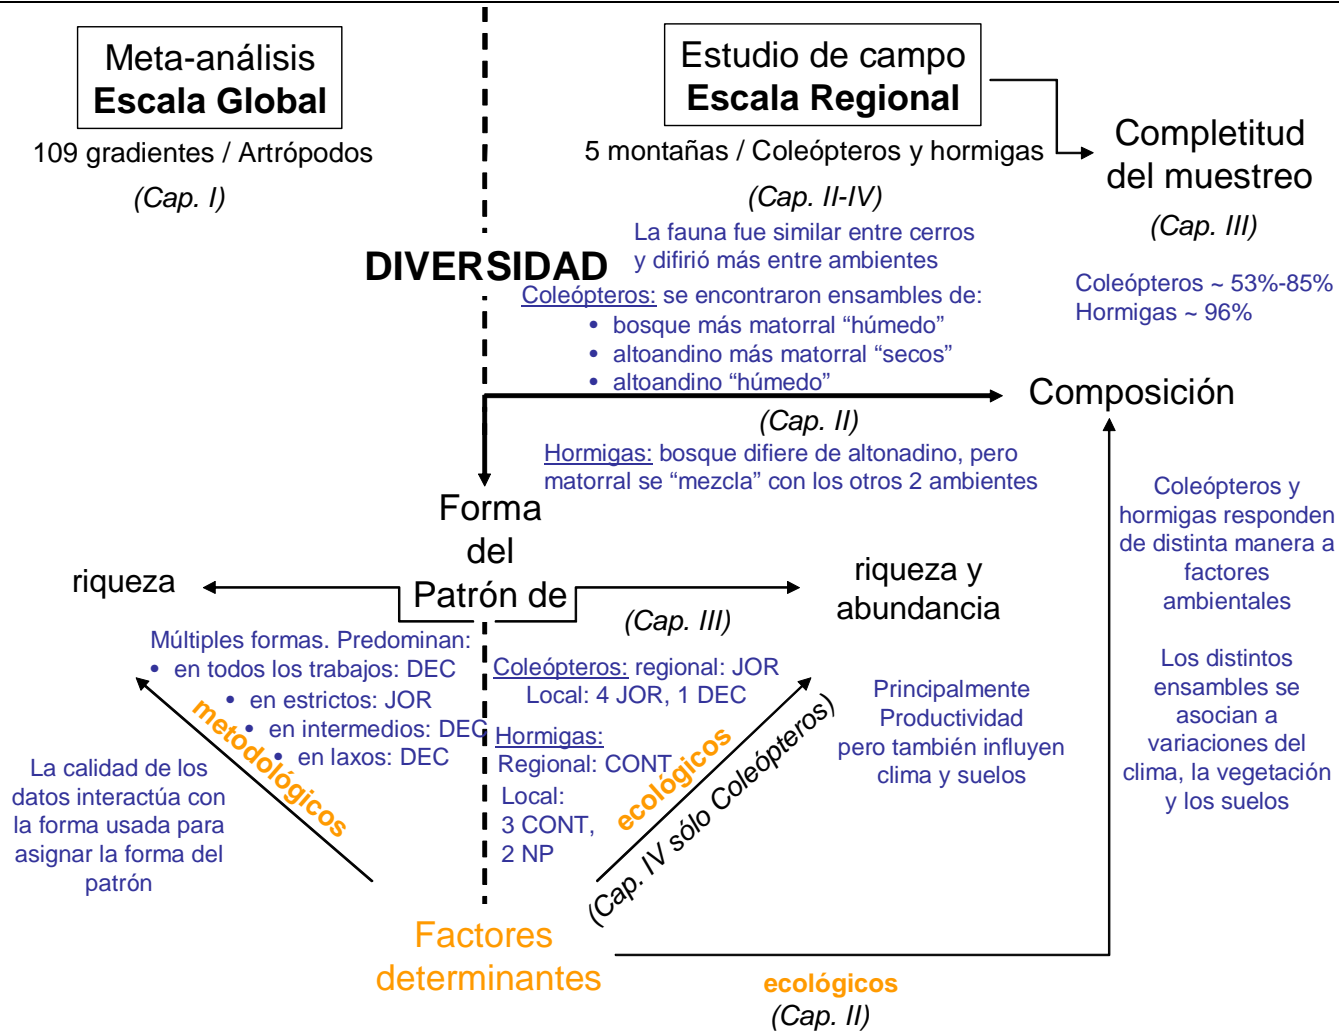 Meta-análisis
Escala Global
109 gradientes / Artrópodos
(Cap. I)
Estudio de campo
Escala Regional
5 montañas / Coleópteros y hormigas
(Cap. II-IV)
Completitud
del muestreo
(Cap. III)
Coleópteros ~ 53%-85%
Hormigas ~ 96%
La fauna fue similar entre cerros
y difirió más entre ambientes
DIVERSIDAD
Coleópteros: se encontraron ensambles de:
• bosque más matorral “húmedo”
• altoandino más matorral “secos”
• altoandino “húmedo”
Composición
(Cap. II)
Hormigas: bosque difiere de altonadino, pero
matorral se “mezcla” con los otros 2 ambientes
Forma
del
Patrón de
riqueza
riqueza y
abundancia
(Cap. III)
Múltiples formas. Predominan:
• en todos los trabajos: DEC
• en estrictos: JOR
• en intermedios: DEC
• en laxos: DEC
metodológicos
La calidad de los
datos interactúa con
la forma usada para
asignar la forma del
patrón
Coleópteros: regional: JOR
Local: 4 JOR, 1 DEC
Hormigas:
Regional: CONT
Local:
3 CONT,
2 NP
ecológicos
(Cap. IV sólo Coleópteros)
Principalmente
Productividad
pero también influyen
clima y suelos
Coleópteros y
hormigas responden
de distinta manera a
factores
ambientales
Los distintos
ensambles se
asocian a
variaciones del
clima, la vegetación
y los suelos
Factores
determinantes
ecológicos
(Cap. II)